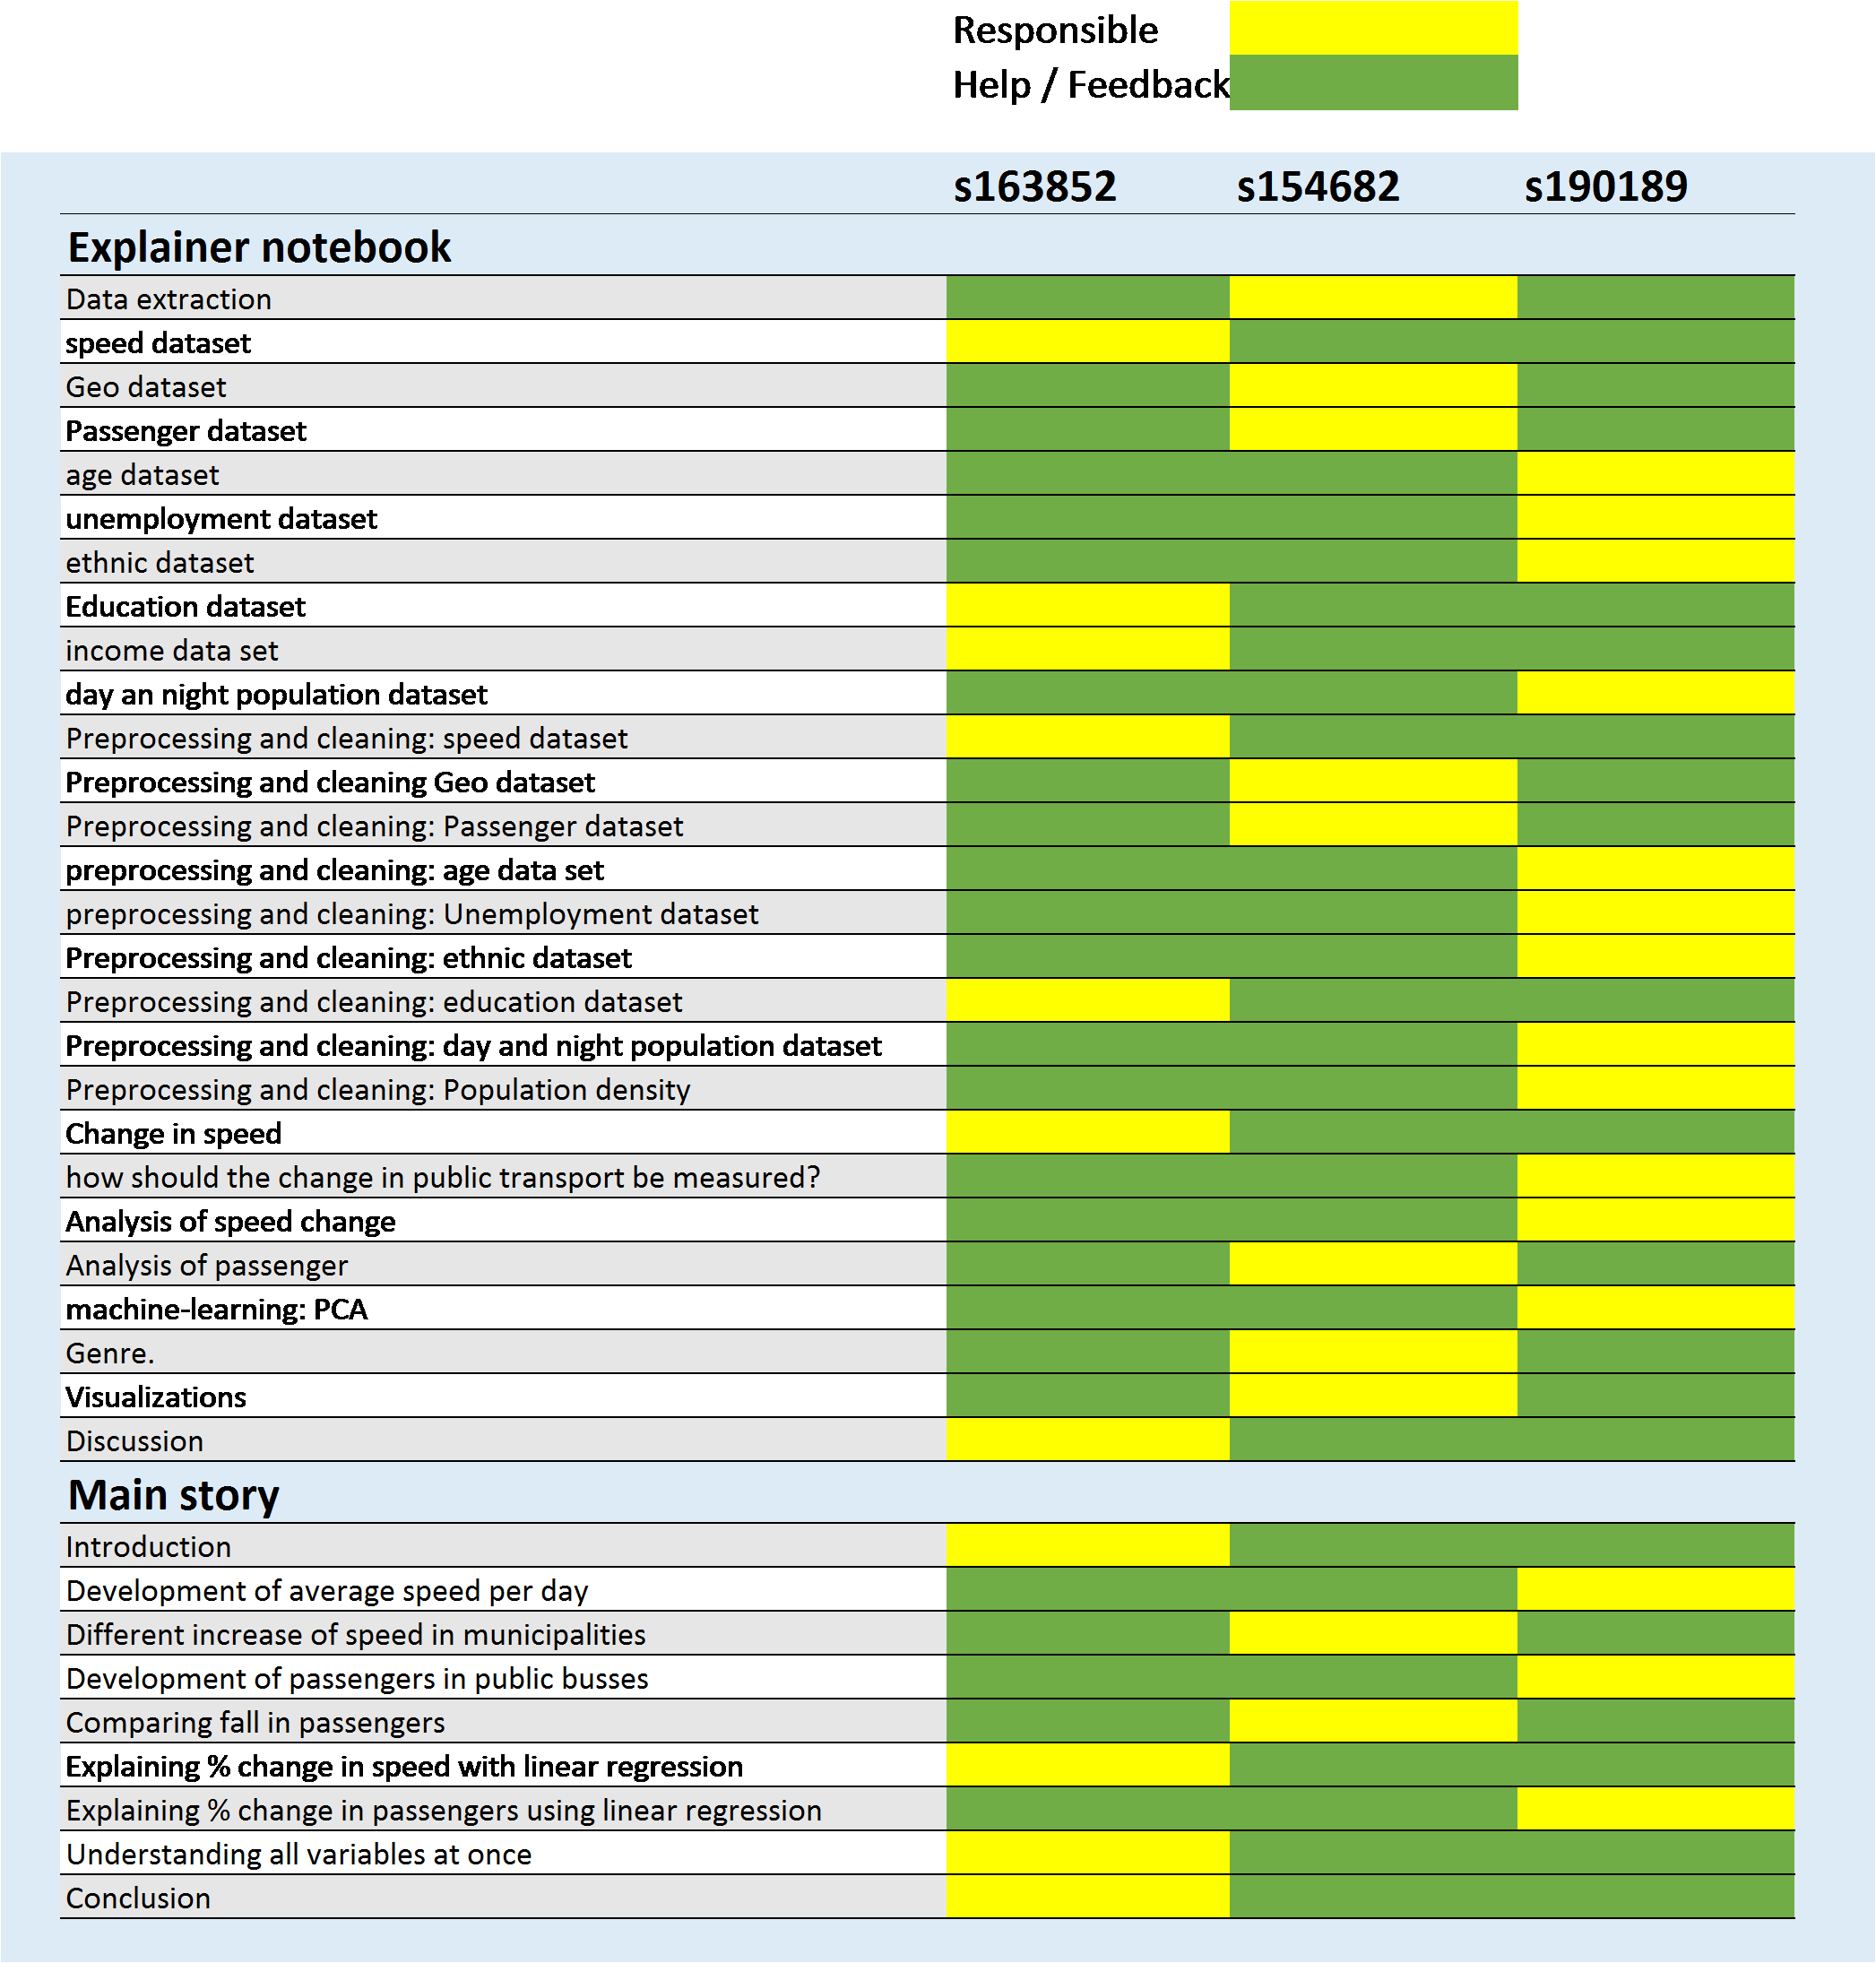 Responsible
Help / Feedback
s163852 s154682 s190189
Explainer notebook
Data extraction
speed dataset
Geo dataset
Passenger dataset
age dataset
unemployment dataset
ethnic dataset
Education dataset
income data set
day an night population dataset
Preprocessing and cleaning: speed dataset
Preprocessing and cleaning Geo dataset
Preprocessing and cleaning: Passenger dataset
preprocessing and cleaning: age data set
preprocessing and cleaning: Unemployment dataset
Preprocessing and cleaning: ethnic dataset
Preprocessing and cleaning: education dataset
Preprocessing and cleaning: day and night population dataset
Preprocessing and cleaning: Population density
Change in speed
how should the change in public transport be measured?
Analysis of speed change
Analysis of passenger
machine-learning: PCA
Genre.
Visualizations
Discussion
Main story
Introduction
Development of average speed per day
Different increase of speed in municipalities
Development of passengers in public busses
Comparing fall in passengers
Explaining % change in speed with linear regression
Explaining % change in passengers using linear regression
Understanding all variables at once
Conclusion